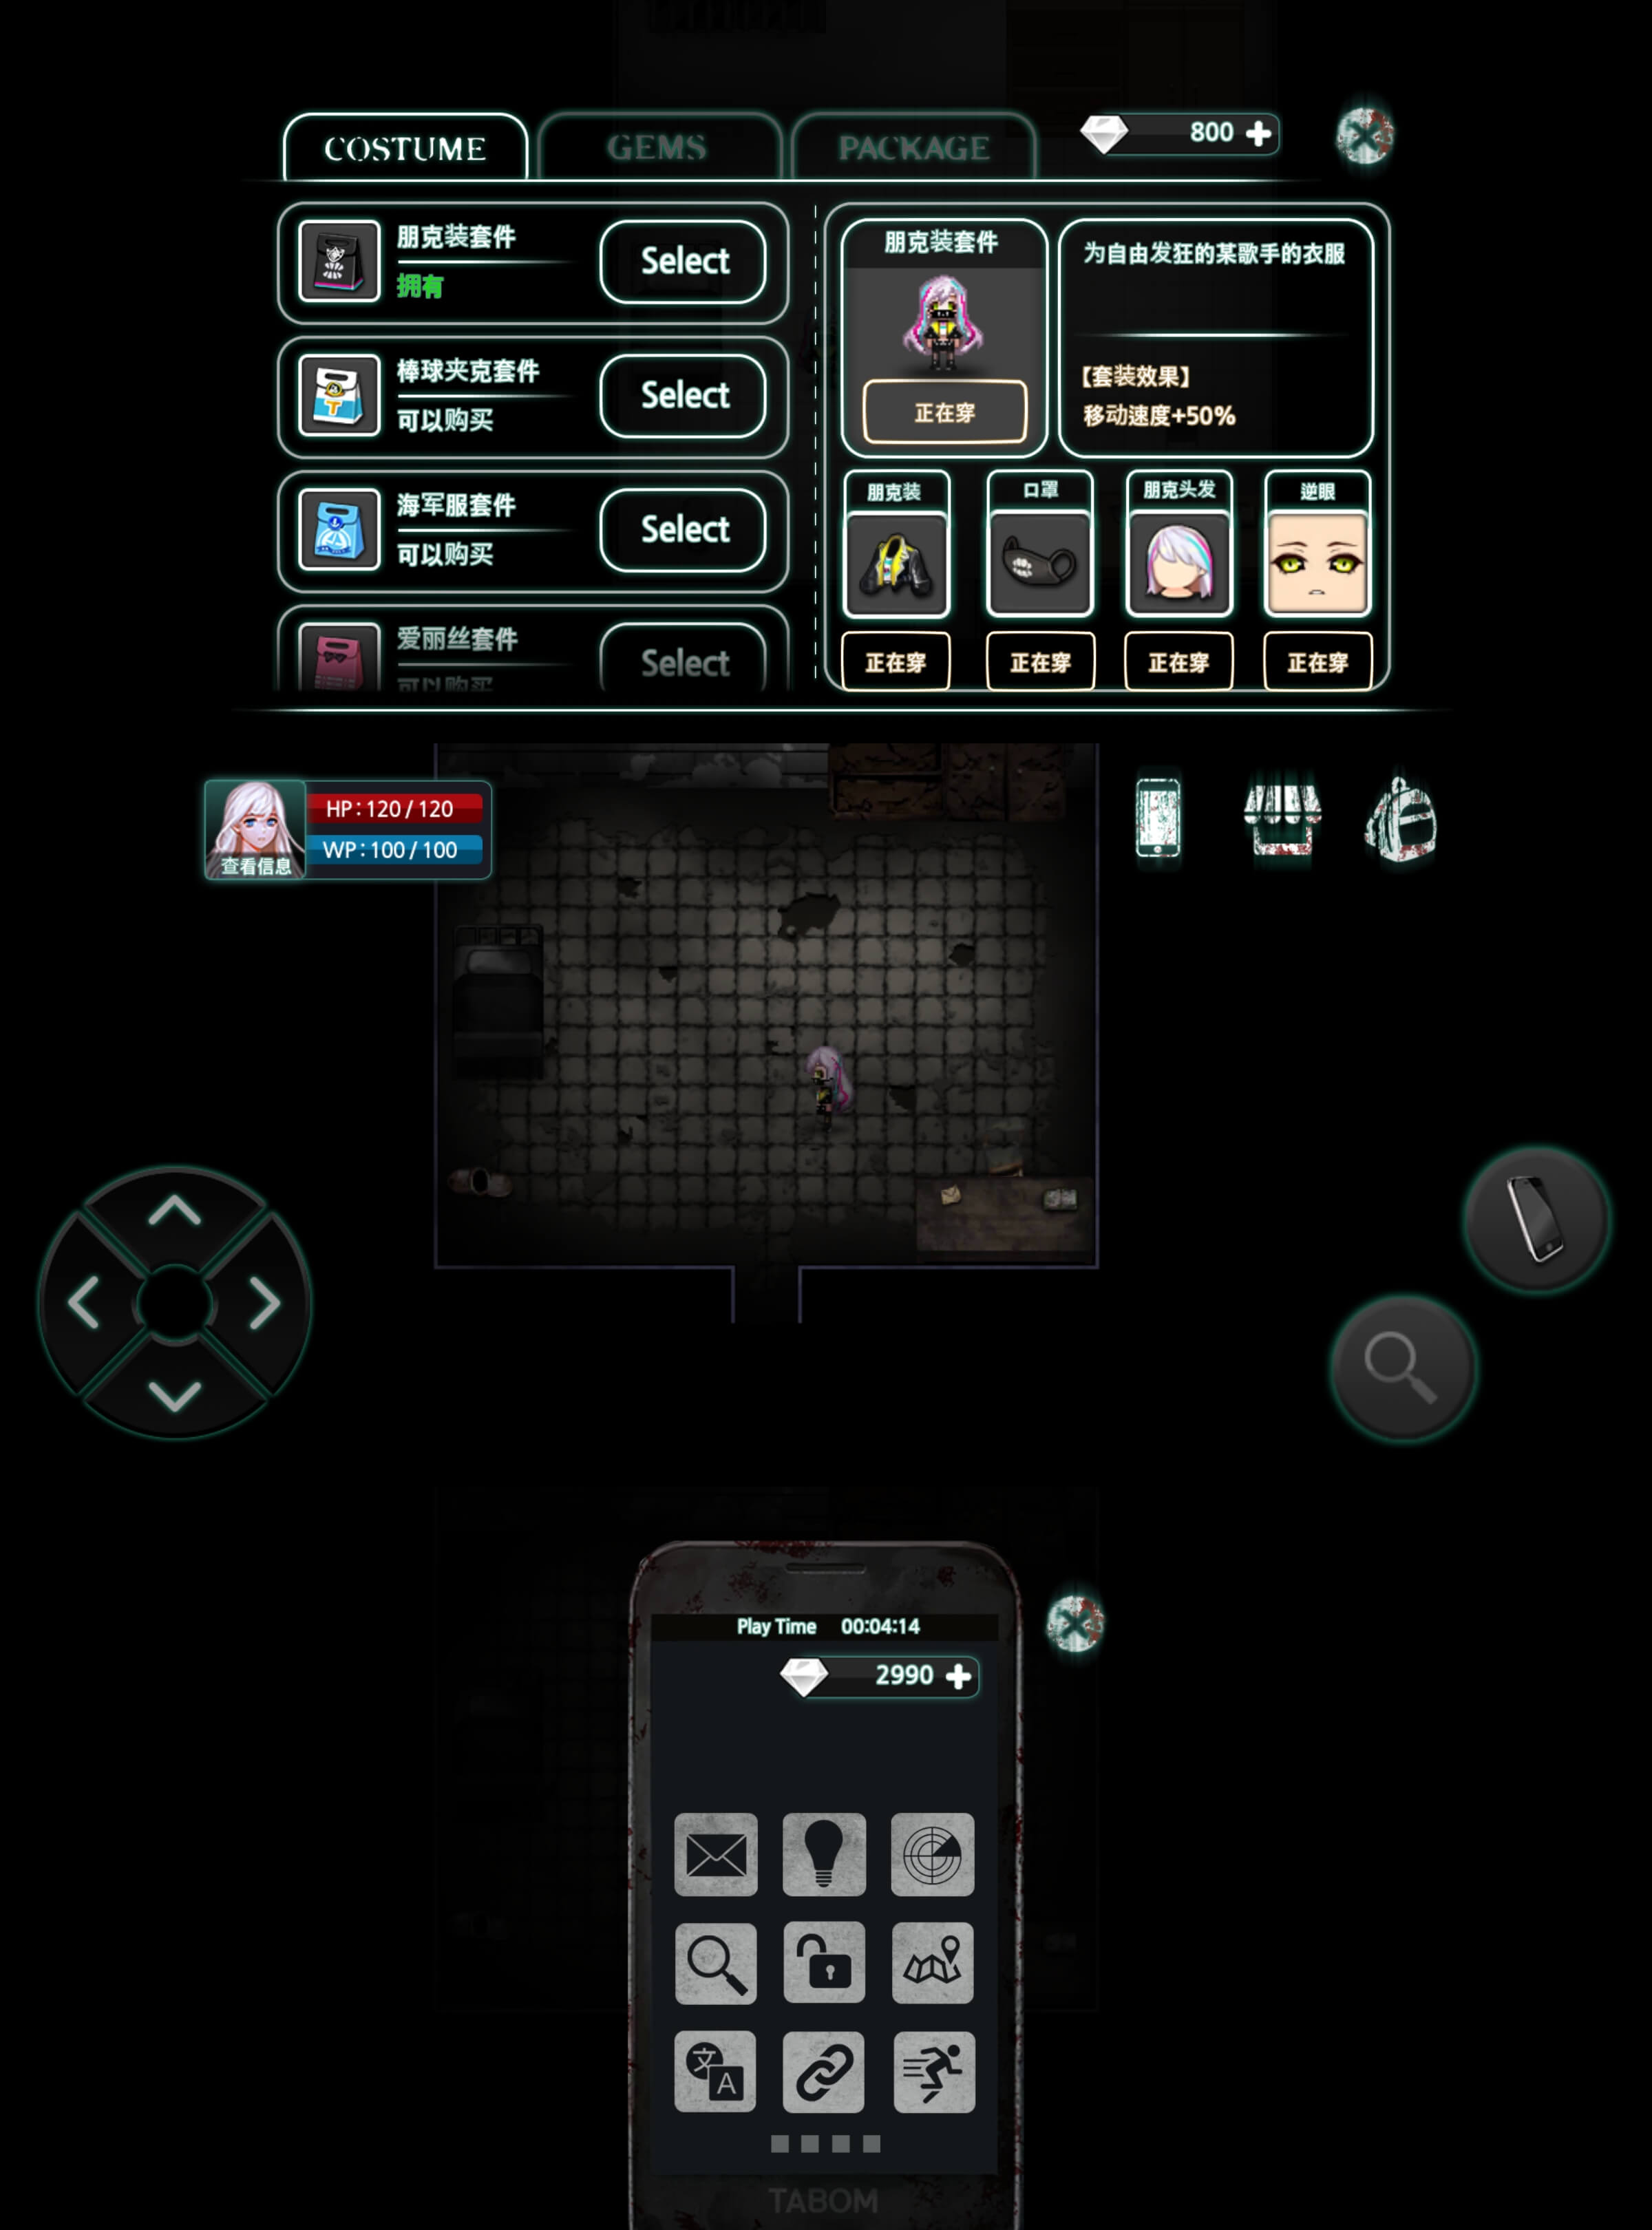 COSTUME
GEMS
PACKAGE
800
朋克装套件
拥有
Select
棒球夹克套件
可以购买
Select
海军服套件
可以购买
Select
爱丽丝套件
可以购买
Select
朋克装套件
正在穿
为自由发狂的某歌手的衣服
【套装效果】
移动速度+50%
朋克装
口罩
朋克头发
逆眼
正在穿
正在穿
正在穿
正在穿
HP : 120 / 120
WP : 100 / 100
查看信息
Play Time 00:04:14
2990
文
A
TABOM